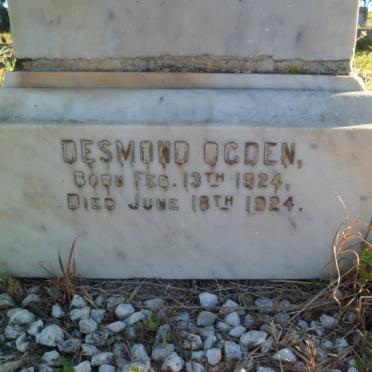 DESMOND OGDEN,
BORN FEB. 13TH 1924,
DIED JUNE 18TH 1924.